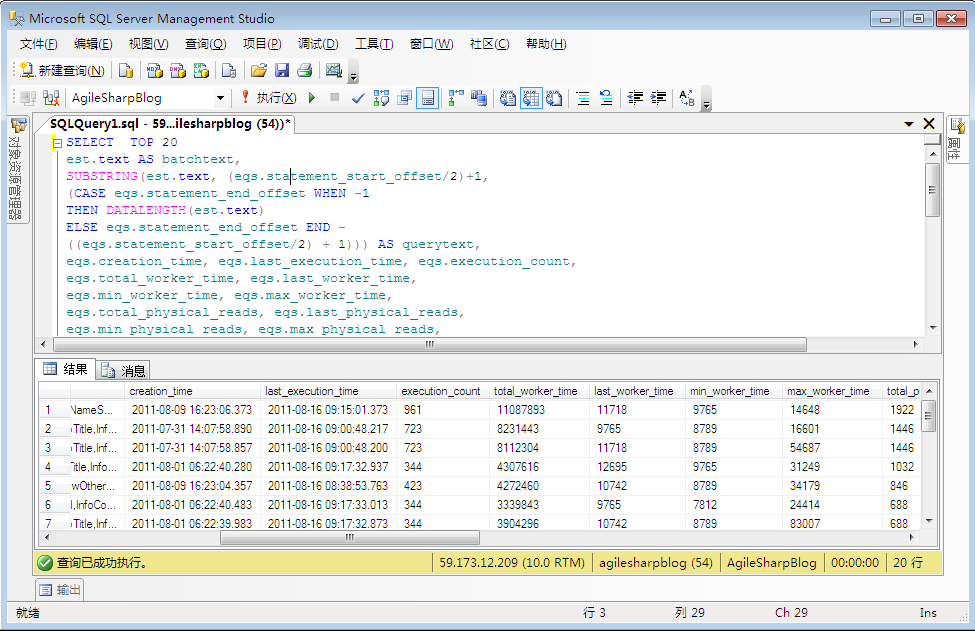 Microsoft SQL Server Management Studio
文件(F) 编辑(E) 视图(V) 查询(Q) 项目(P) 调试(D) 工具(T) 窗口(W) 社区(C) 帮助(H)
新建查询(N)
AgileSharpBlog 执行(X)
SQLQuery1.sql - 59...ilesharpblog (54))*
对象资源管理器
属性
SELECT TOP 20
est.text AS batchtext,
SUBSTRING(est.text, (eqs.statement_start_offset/2)+1,
(CASE eqs.statement_end_offset WHEN -1
THEN DATALENGTH(est.text)
ELSE eqs.statement_end_offset END -
((eqs.statement_start_offset/2) + 1))) AS querytext,
eqs.creation_time, eqs.last_execution_time, eqs.execution_count,
eqs.total_worker_time, eqs.last_worker_time,
eqs.min_worker_time, eqs.max_worker_time,
eqs.total_physical_reads, eqs.last_physical_reads,
eqs.min_physical_reads, eqs.max_physical_reads,
结果 消息
creation_time last_execution_time execution_count total_worker_time last_worker_time min_worker_time max_worker_time total_p
1 NameS... 2011-08-09 16:23:06.373 2011-08-16 09:15:01.373 961 11087893 11718 9765 14648 1922
2 Title,Inf... 2011-07-31 14:07:58.890 2011-08-16 09:00:48.217 723 8231443 9765 8789 16601 1446
3 Title,Inf... 2011-07-31 14:07:58.857 2011-08-16 09:00:48.200 723 8112304 11718 8789 54687 1446
4 Title,Info... 2011-08-01 06:22:40.280 2011-08-16 09:17:32.937 344 4307616 12695 9765 31249 1032
5 wOther... 2011-08-09 16:23:04.357 2011-08-16 08:38:53.763 423 4272460 10742 8789 34179 846
6 l,InfoCo... 2011-08-01 06:22:40.483 2011-08-16 09:17:33.013 344 3339843 9765 7812 24414 688
7 Title,Inf... 2011-08-01 06:22:39.983 2011-08-16 09:17:32.873 344 3904296 10742 8789 83007 688
查询已成功执行。 59.173.12.209 (10.0 RTM) agilesharpblog (54) AgileSharpBlog 00:00:00 20 行
输出
就绪 行 3 列 29 Ch 29 Ins